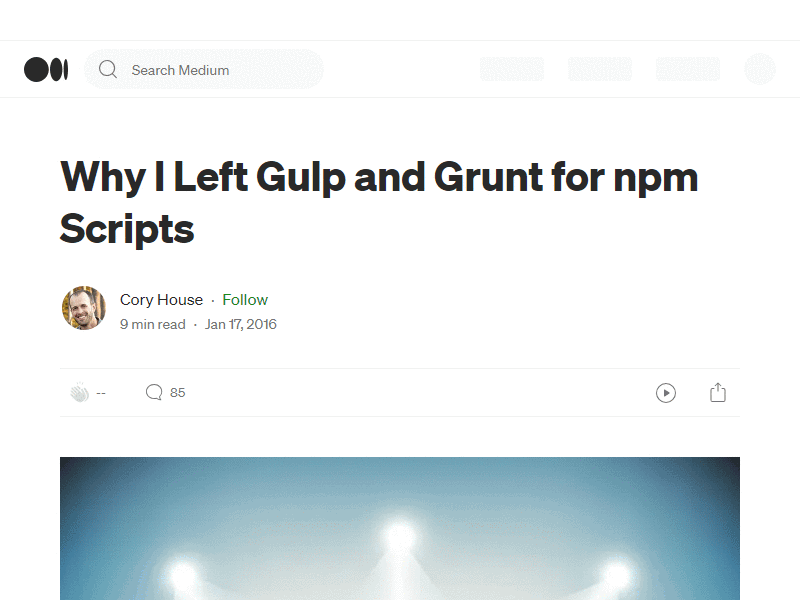 Search Medium
Why I Left Gulp and Grunt for npm
Scripts
Cory House · Follow
9 min read · Jan 17, 2016
-- 85